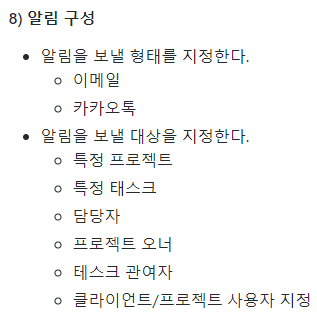 8) 알림 구성
알림을 보낼 형태를 지정한다.
이메일
카카오톡
알림을 보낼 대상을 지정한다.
특정 프로젝트
특정 태스크
담당자
프로젝트 오너
테스크 관여자
클라이언트/프로젝트 사용자 지정